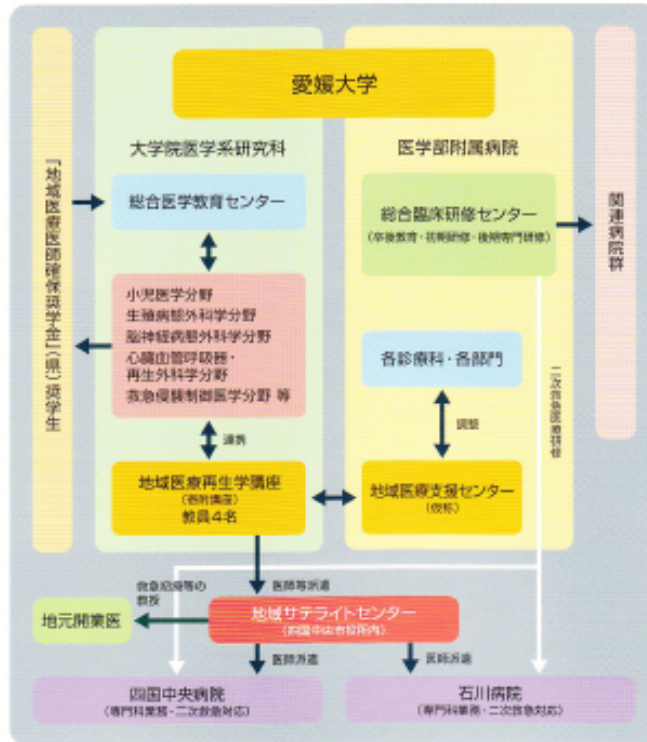 愛媛大学
大学院医学系研究科
医学部附属病院
「地域医療医師確保奨学金」(県)奨学生
総合医学教育センター
総合臨床研修センター
(卒後教育・初期研修・後期専門研修)
関連病院群
小児医学分野
生殖病態外科学分野
脳神経病態外科学分野
心臓血管呼吸器・
再生外科学分野
救急侵襲制御医学分野 等
各診療科・各部門
二次救急医療研修
連携
調整
地域医療再生学講座
(寄附講座)
教員4名
地域医療支援センター
(仮称)
救急処療等の
教授
医師等派遣
地元開業医
地域サテライトセンター
(四国中央市役所内)
医師派遣
医師派遣
四国中央病院
(専門科業務・二次救急対応)
石川病院
(専門科業務・二次救急対応)